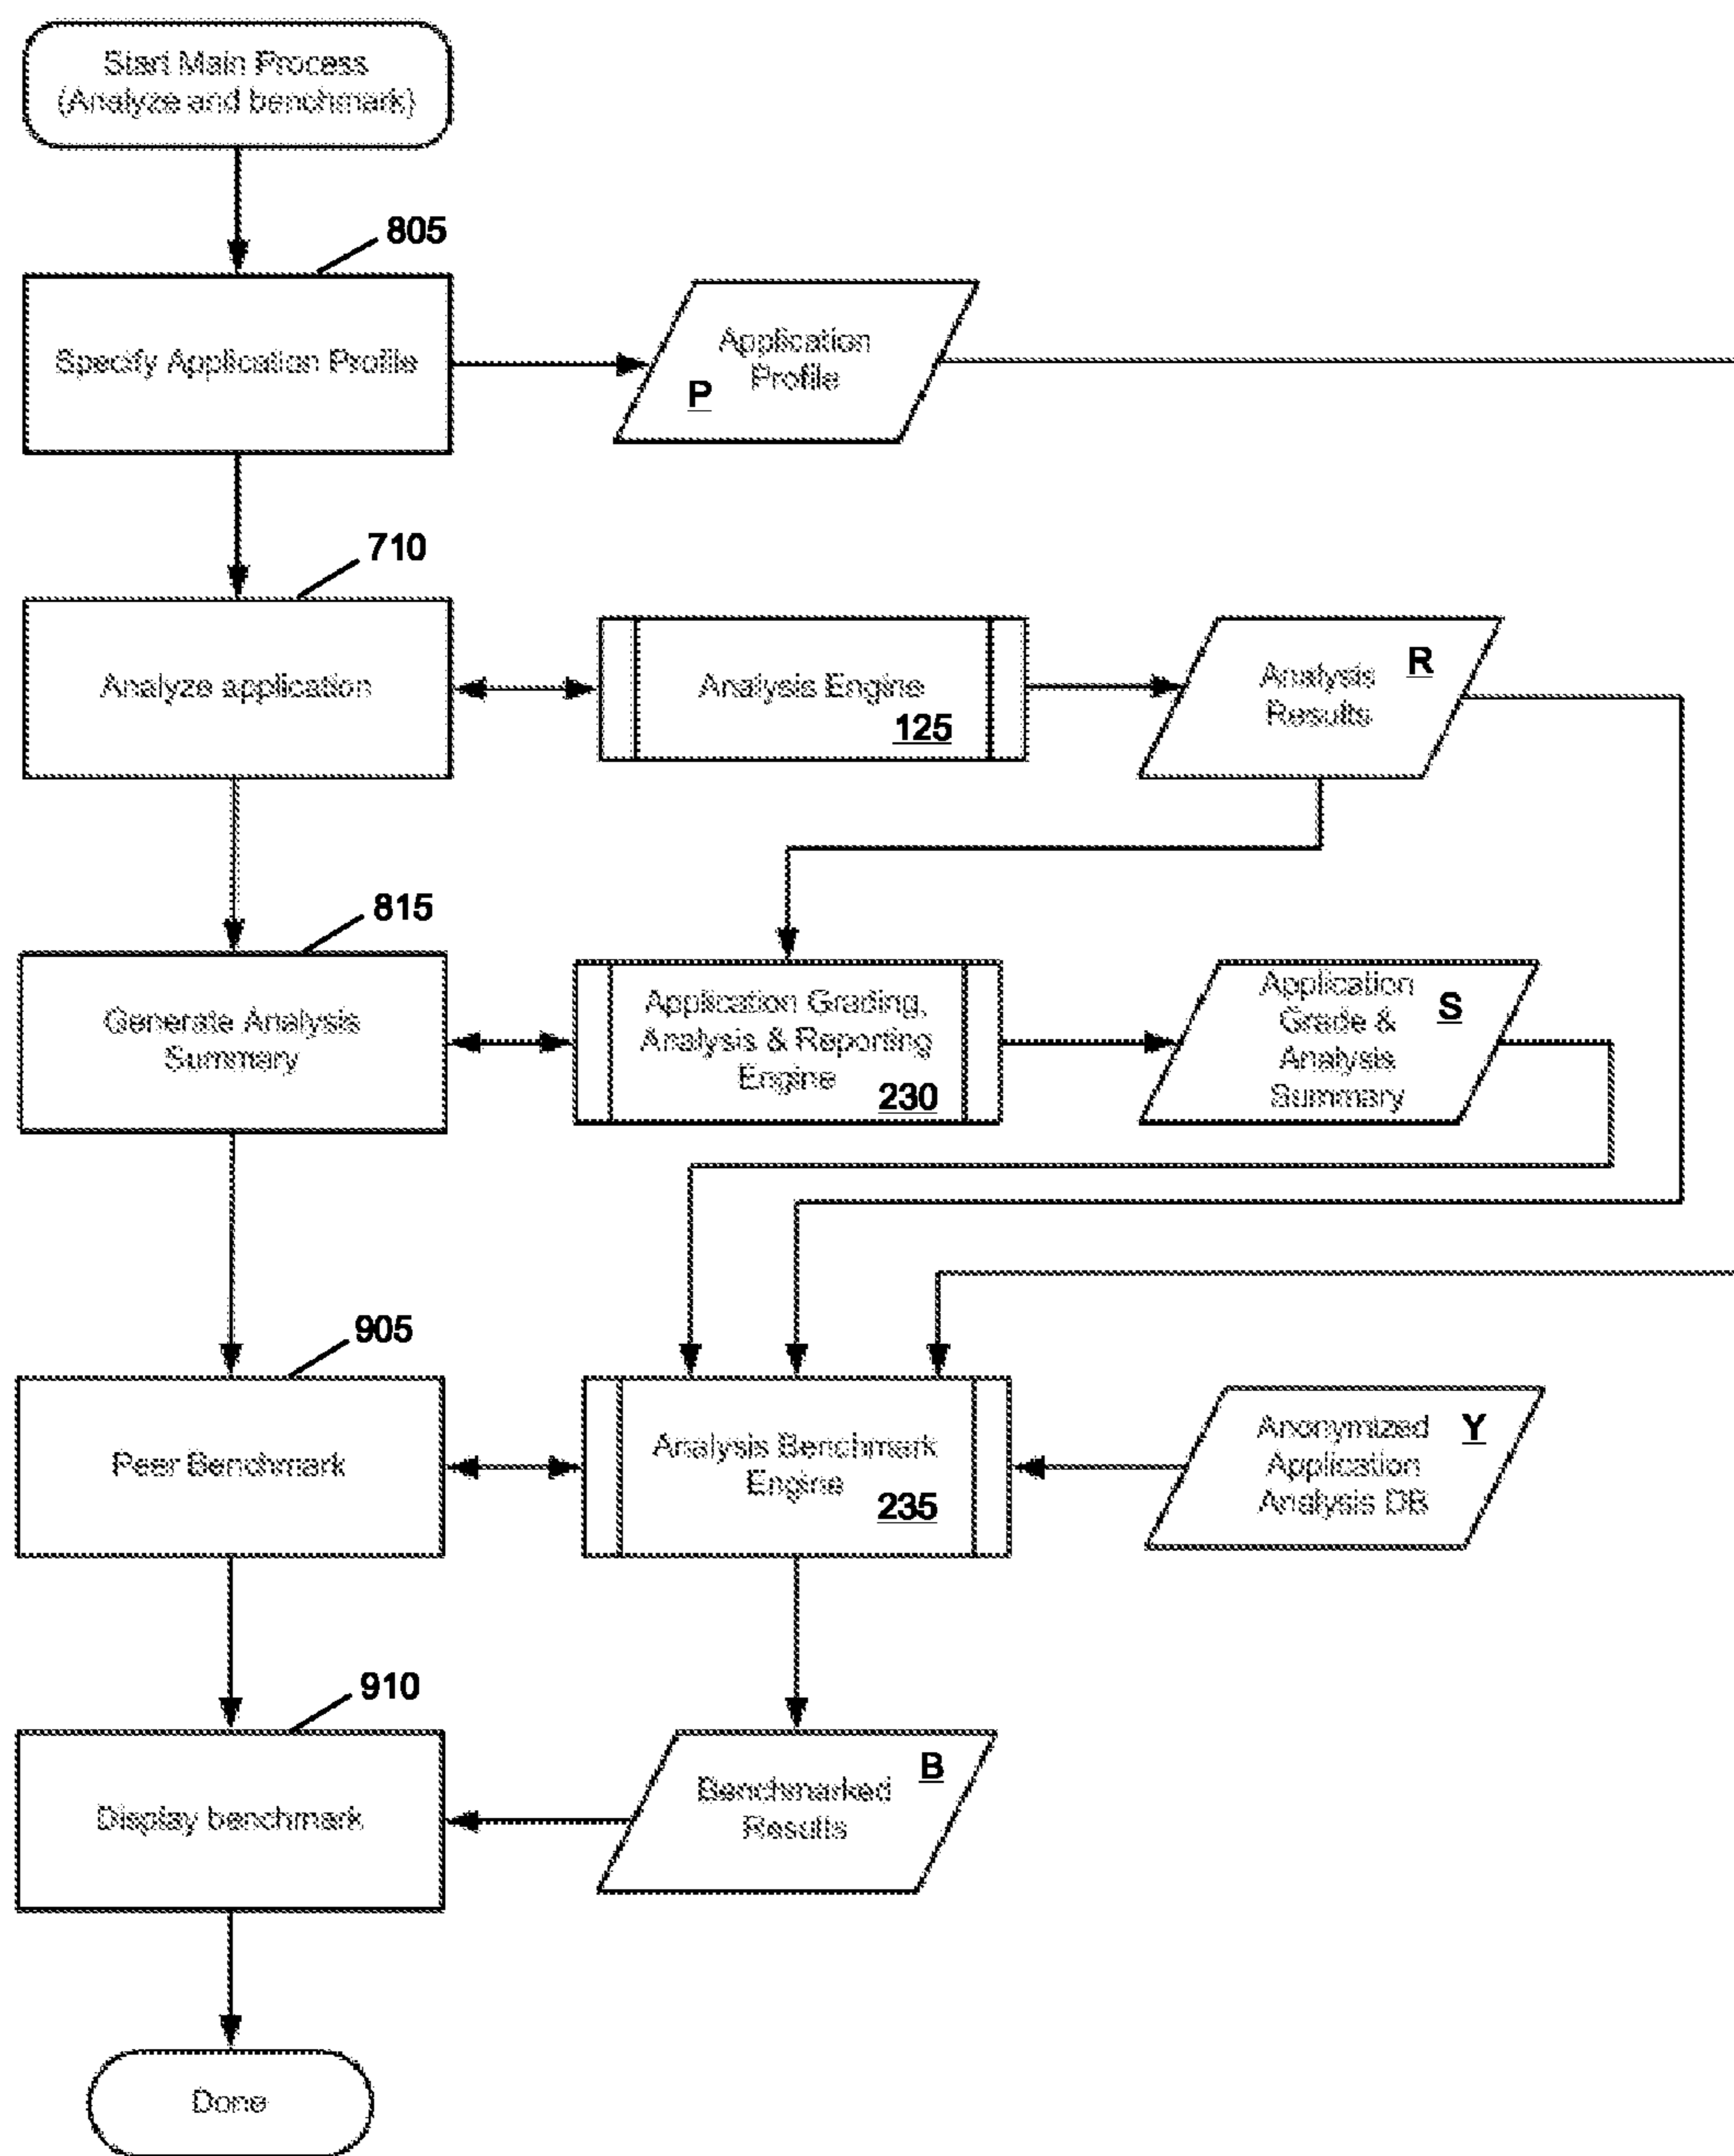 Start Main Process
(Analyze and benchmark)
805
Specify Application Profile
Application
Profile
P
710
Analyze application
Analysis Engine
125
Analysis
Results
R
815
Generate Analysis
Summary
Application Grading,
Analysis & Reporting
Engine
230
Application
Grade &
Analysis
Summary
S
905
Peer Benchmark
Analysis Benchmark
Engine
235
Anonymized
Application
Analysis DB
Y
910
Display benchmark
Benchmarked
Results
B
Done